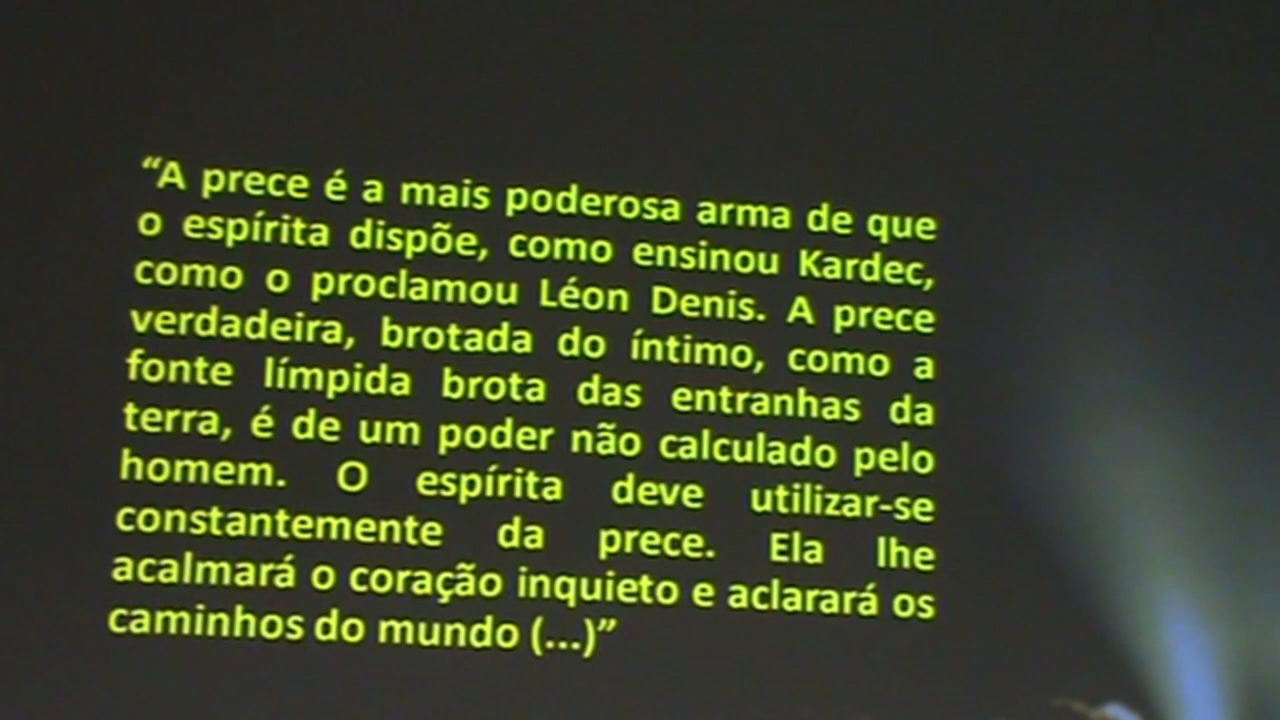 “A prece é a mais poderosa arma de que
o espírita dispõe, como ensinou Kardec,
como o proclamou Léon Denis. A prece
verdadeira, brotada do íntimo, como a
fonte límpida brota das entranhas da
terra, é de um poder não calculado pelo
homem. O espírita deve utilizar-se
constantemente da prece. Ela lhe
acalmará o coração inquieto e aclarará os
caminhos do mundo (...)”